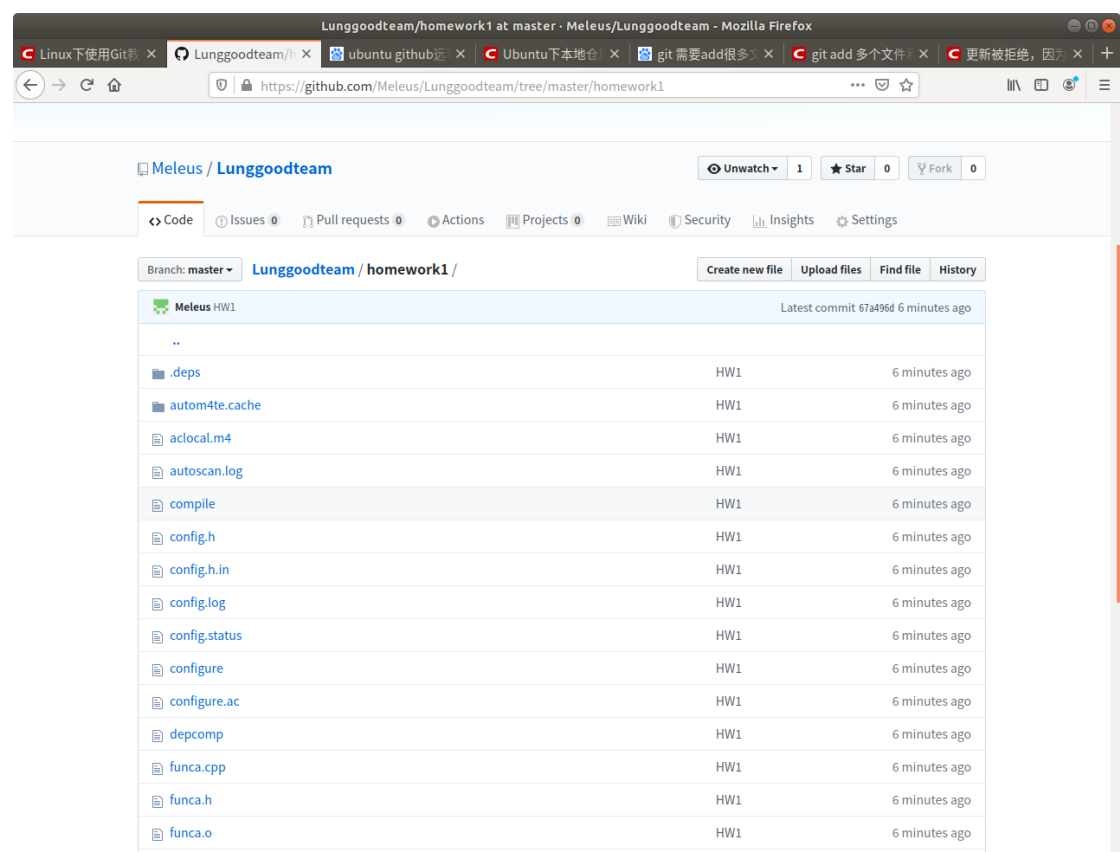 Lunggoodteam/homework1 at master · Meleus/Lunggoodteam - Mozilla Firefox
Linux下使用Git教 Lunggoodteam/h ubuntu github远 Ubuntu下本地仓 git 需要add很多文 git add 多个文件 更新被拒绝，因为
https://github.com/Meleus/Lunggoodteam/tree/master/homework1
Meleus / Lunggoodteam Unwatch 1 Star 0 Fork 0
Code Issues 0 Pull requests 0 Actions Projects 0 Wiki Security Insights Settings
Branch: master Lunggoodteam / homework1 / Create new file Upload files Find file History
Meleus HW1 Latest commit 67a496d 6 minutes ago
..
.deps HW1 6 minutes ago
autom4te.cache HW1 6 minutes ago
aclocal.m4 HW1 6 minutes ago
autoscan.log HW1 6 minutes ago
compile HW1 6 minutes ago
config.h HW1 6 minutes ago
config.h.in HW1 6 minutes ago
config.log HW1 6 minutes ago
config.status HW1 6 minutes ago
configure HW1 6 minutes ago
configure.ac HW1 6 minutes ago
depcomp HW1 6 minutes ago
funca.cpp HW1 6 minutes ago
funca.h HW1 6 minutes ago
funca.o HW1 6 minutes ago